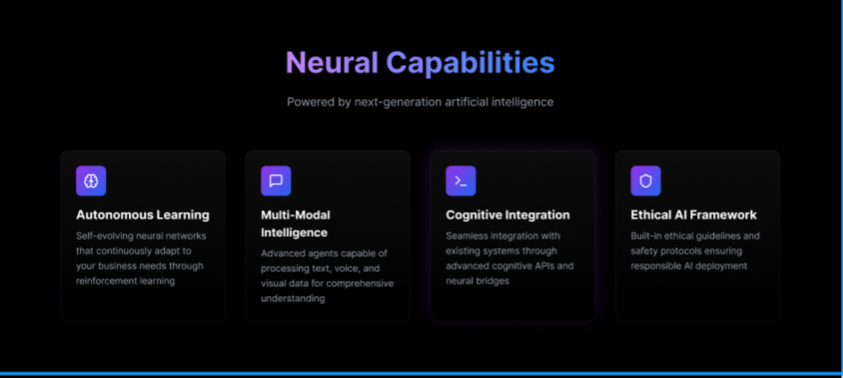 Neural Capabilities
Powered by next-generation artificial intelligence
Autonomous Learning
Self-evolving neural networks
that continuously adapt to
your business needs through
reinforcement learning
Multi-Modal
Intelligence
Advanced agents capable of
processing text, voice, and
visual data for comprehensive
understanding
Cognitive Integration
Seamless integration with
existing systems through
advanced cognitive APIs and
neural bridges
Ethical AI Framework
Built-in ethical guidelines and
safety protocols ensuring
responsible AI deployment